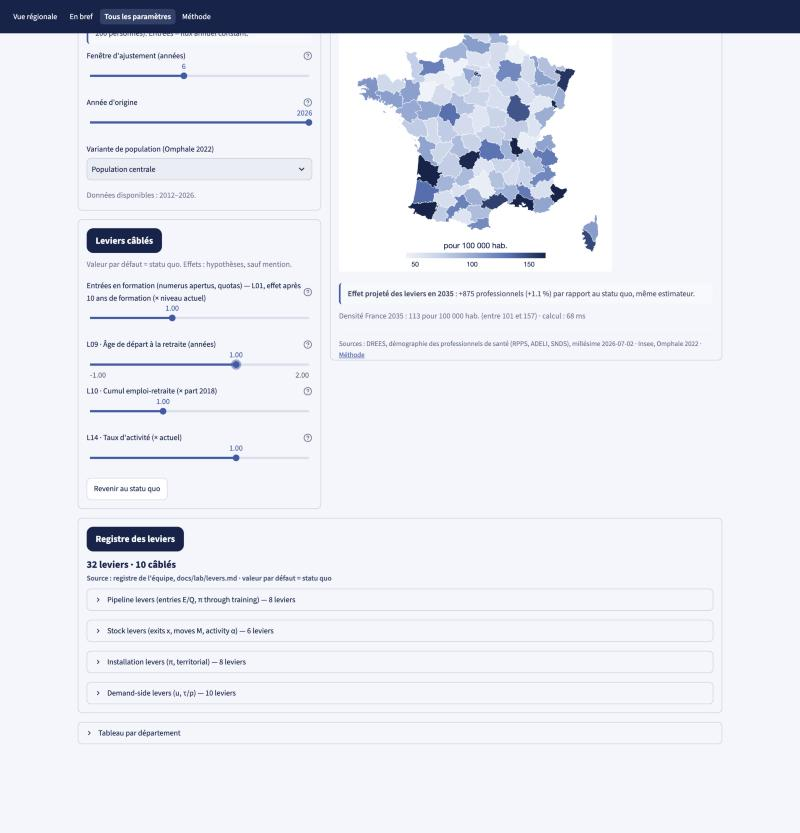 Vue régionale
En bref
Tous les paramètres
Méthode
200 personnes). Entrées = flux annuel constant.
Fenêtre d'ajustement (années)
6
Année d'origine
2026
Variante de population (Omphale 2022)
Population centrale
Données disponibles : 2012–2026.
Leviers câblés
Valeur par défaut = statu quo. Effets : hypothèses, sauf mention.
Entrées en formation (numerus apertus, quotas) — L01, effet après
10 ans de formation (× niveau actuel)
1.00
L09 · Âge de départ à la retraite (années)
1.00
-1.00
2.00
L10 · Cumul emploi-retraite (× part 2018)
1.00
L14 · Taux d'activité (× actuel)
1.00
Revenir au statu quo
pour 100 000 hab.
50
100
150
Effet projeté des leviers en 2035 : +875 professionnels (+1.1 %) par rapport au statu quo, même estimateur.
Densité France 2035 : 113 pour 100 000 hab. (entre 101 et 157) · calcul : 68 ms
Sources : DREES, démographie des professionnels de santé (RPPS, ADELI, SNDS), millésime 2026-07-02 · Insee, Omphale 2022 ·
Méthode
Registre des leviers
32 leviers · 10 câblés
Source : registre de l'équipe, docs/lab/levers.md · valeur par défaut = statu quo
Pipeline levers (entries E/Q, π through training) — 8 leviers
Stock levers (exits x, moves M, activity α) — 6 leviers
Installation levers (π, territorial) — 8 leviers
Demand-side levers (u, τ/p) — 10 leviers
Tableau par département